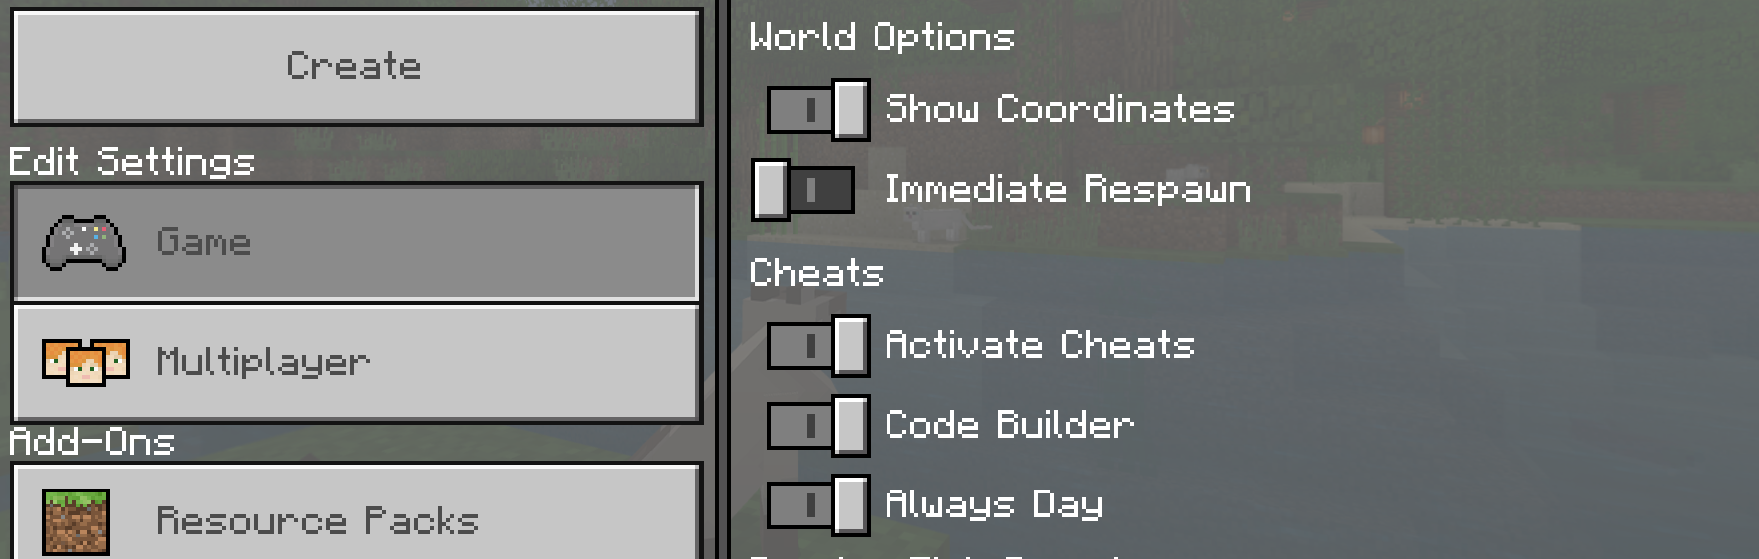 Create
Edit Settings
Game
Multiplayer
Add-Ons
Resource Packs
World Options
Show Coordinates
Immediate Respawn
Cheats
Activate Cheats
Code Builder
Always Day